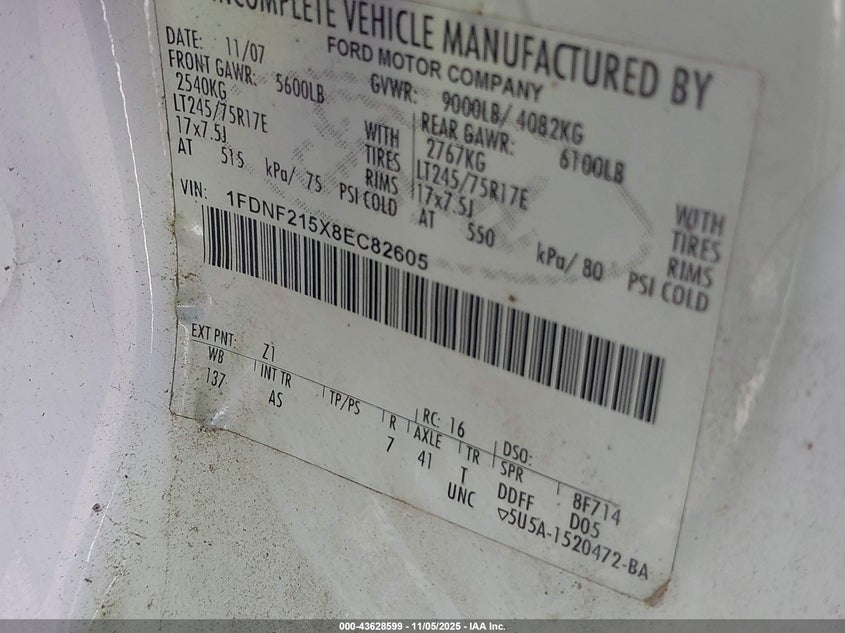 INCOMPLETE VEHICLE MANUFACTURED BY
FORD MOTOR COMPANY
DATE: 11/07 GVWR: 9000LB/ 4082KG
FRONT GAWR: 5600LB REAR GAWR: 6100LB
2540KG WITH 2767KG WITH
LT245/75R17E TIRES LT245/75R17E TIRES
17x7.5J RIMS 17x7.5J RIMS
AT 515 kPa/ 75 PSI COLD AT 550 kPa/ 80 PSI COLD
VIN: 1FDNF215X8EC82605
EXT PNT: Z1 RC: 16 DSO:
WB INT TR TP/PS R AXLE TR SPR 8F714
137 AS 7 41 T DDFF D05
UNC ▽5U5A-1520472-BA
000-43628599 - 11/05/2025 - IAA Inc.